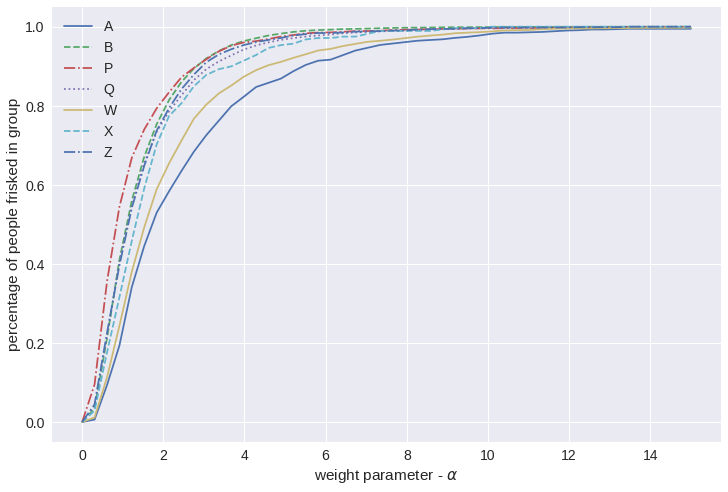 A
B
P
Q
W
X
Z
1.0
0.8
0.6
0.4
0.2
0.0
percentage of people frisked in group
0 2 4 6 8 10 12 14
weight parameter - α